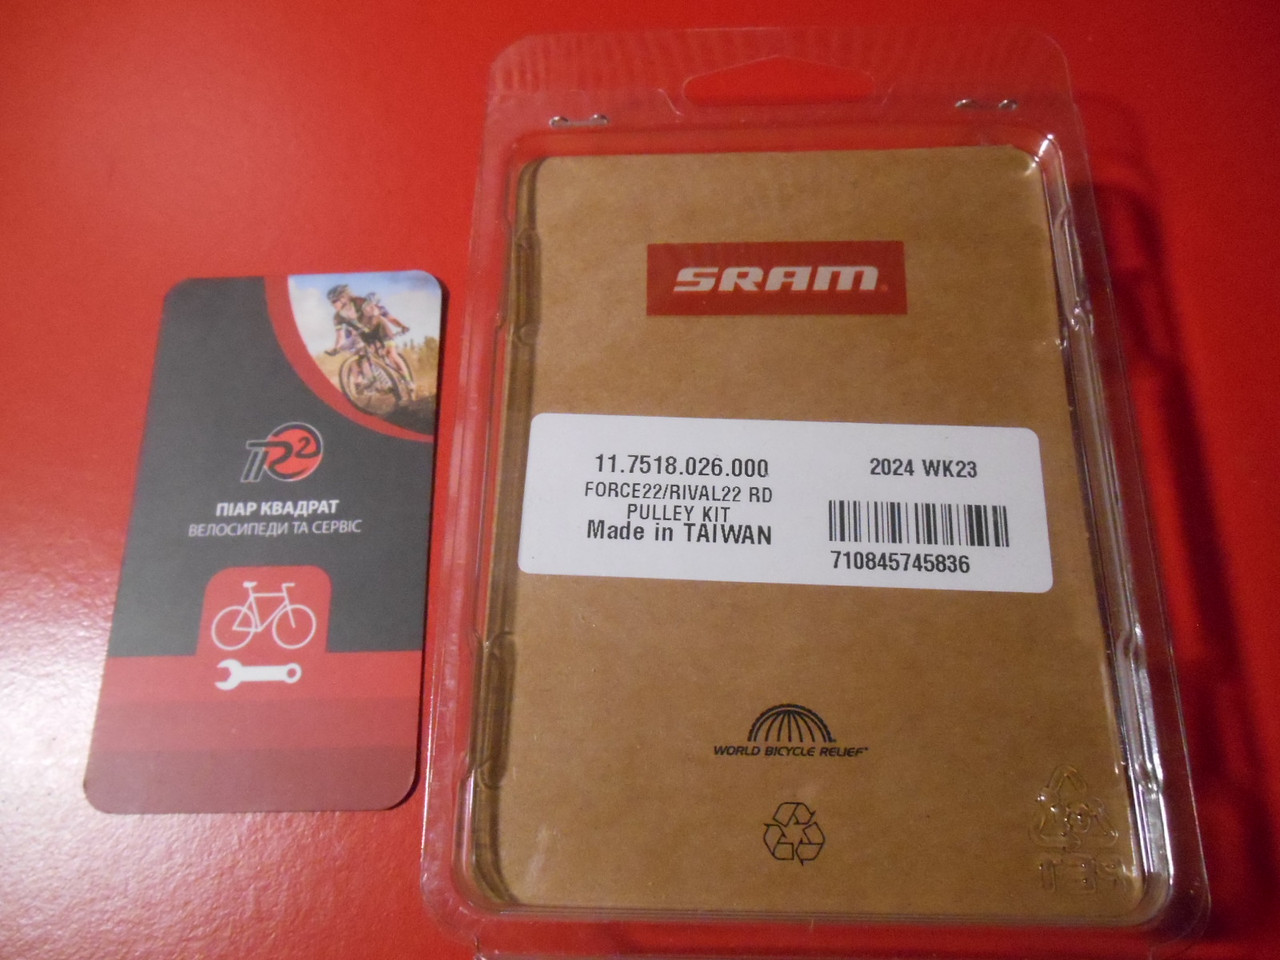 R2
ПІАР КВАДРАТ
ВЕЛОСИПЕДИ ТА СЕРВІС
SRAM
11.7518.026.000
FORCE22/RIVAL22 RD
PULLEY KIT
Made in TAIWAN
2024 WK23
710845745836
WORLD BICYCLE RELIEF